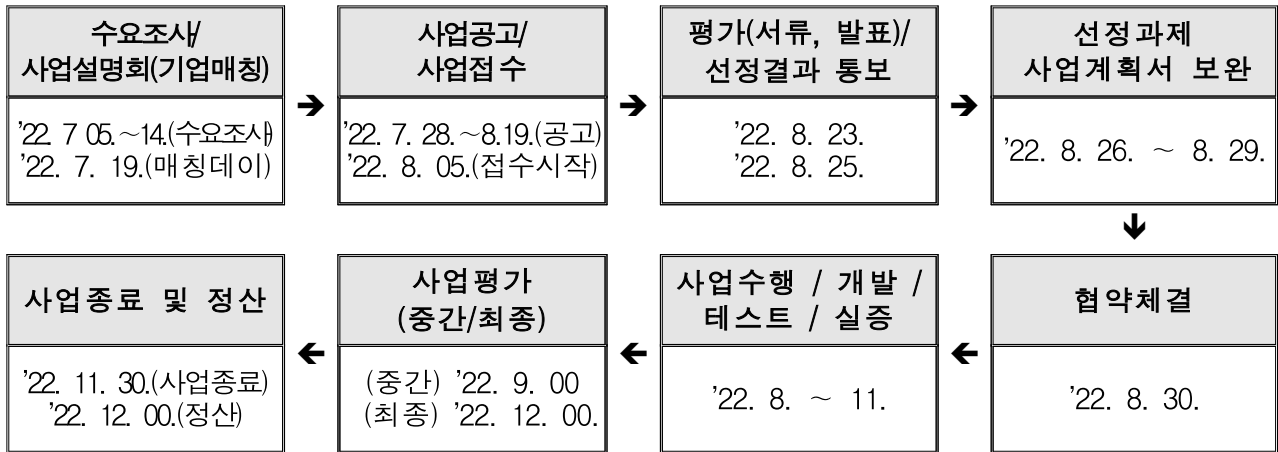 수요조사/
사업설명회(기업매칭)
'22. 7 05.~14.(수요조사)
'22. 7. 19.(매칭데이)
사업공고/
사업접수
'22. 7. 28.~8.19.(공고)
'22. 8. 05.(접수시작)
평가(서류, 발표)/
선정결과 통보
'22. 8. 23.
'22. 8. 25.
선정과제
사업계획서 보완
'22. 8. 26. ~ 8. 29.
협약체결
'22. 8. 30.
사업수행 / 개발 /
테스트 / 실증
'22. 8. ~ 11.
사업평가
(중간/최종)
(중간) '22. 9. 00
(최종) '22. 12. 00.
사업종료 및 정산
'22. 11. 30.(사업종료)
'22. 12. 00.(정산)